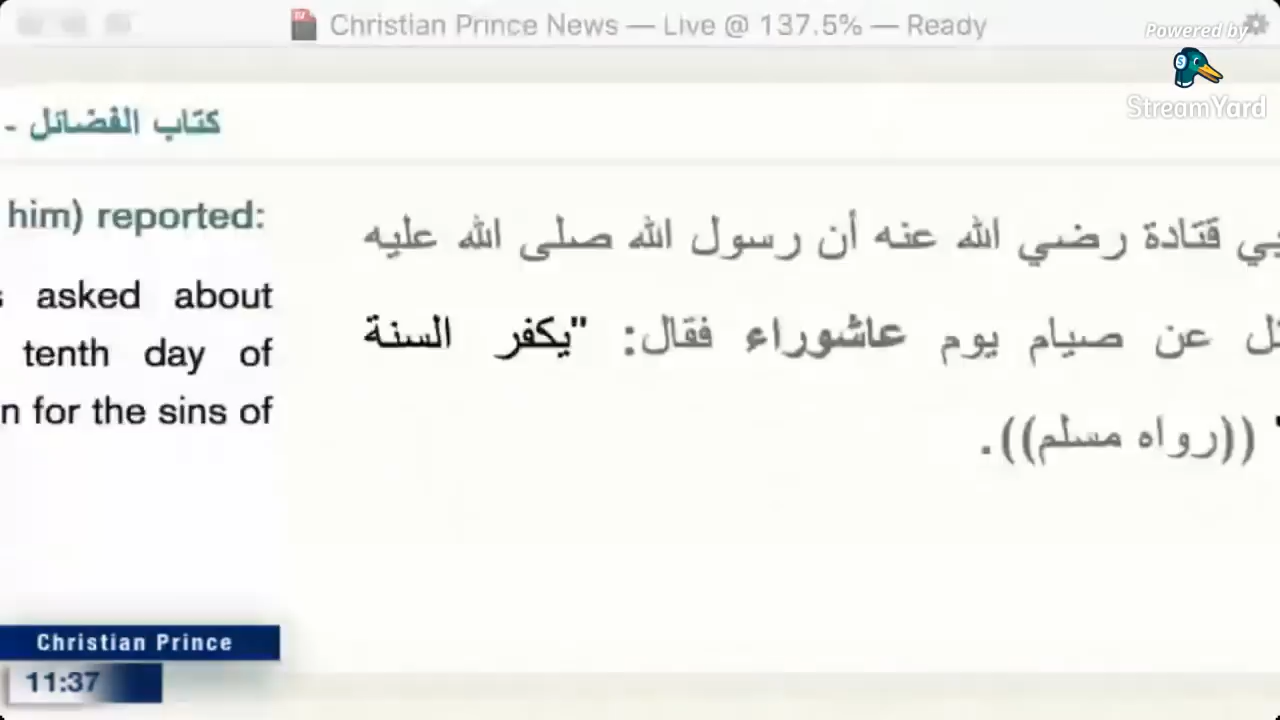 Christian Prince News — Live @ 137.5% — Ready
Powered by
StreamYard
كتاب الفضائل -
him) reported:
asked about
tenth day of
for the sins of
قتادة رضي الله عنه أن رسول الله صلى الله عليه
عن صيام يوم عاشوراء فقال: "يكفر السنة
" ((رواه مسلم)).
Christian Prince
11:37